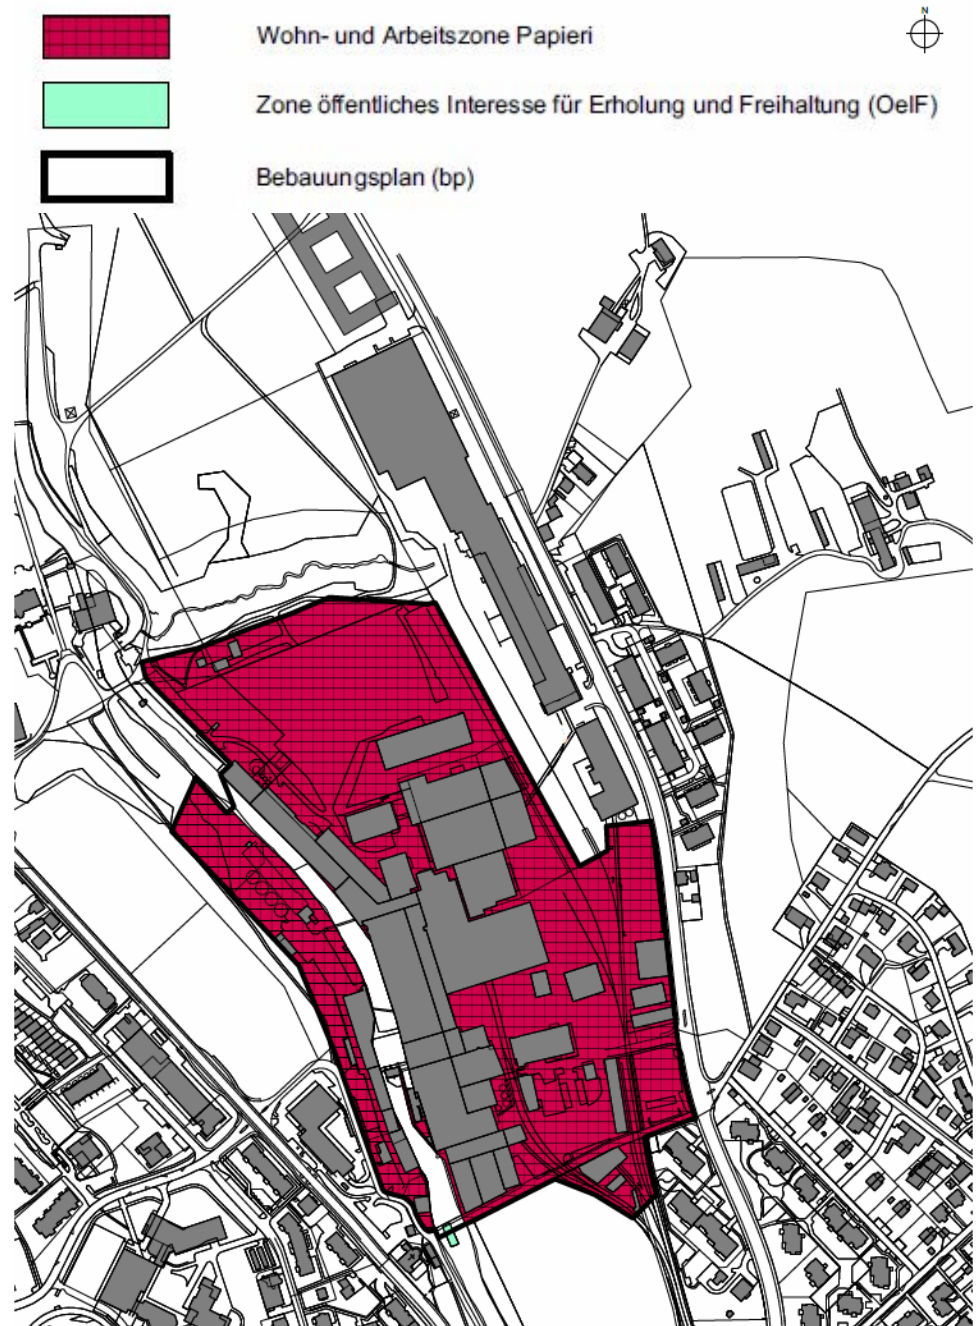 N
Wohn- und Arbeitszone Papieri
Zone öffentliches Interesse für Erholung und Freihaltung (OeIF)
Bebauungsplan (bp)